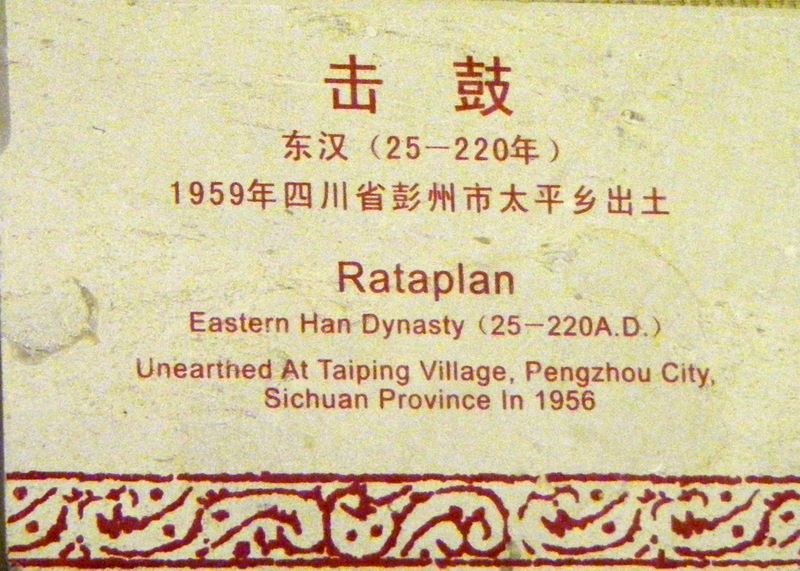 击 鼓
东汉（25－220年）
1959年四川省彭州市太平乡出土
Rataplan
Eastern Han Dynasty（25－220A.D.）
Unearthed At Taiping Village, Pengzhou City,
Sichuan Province In 1956